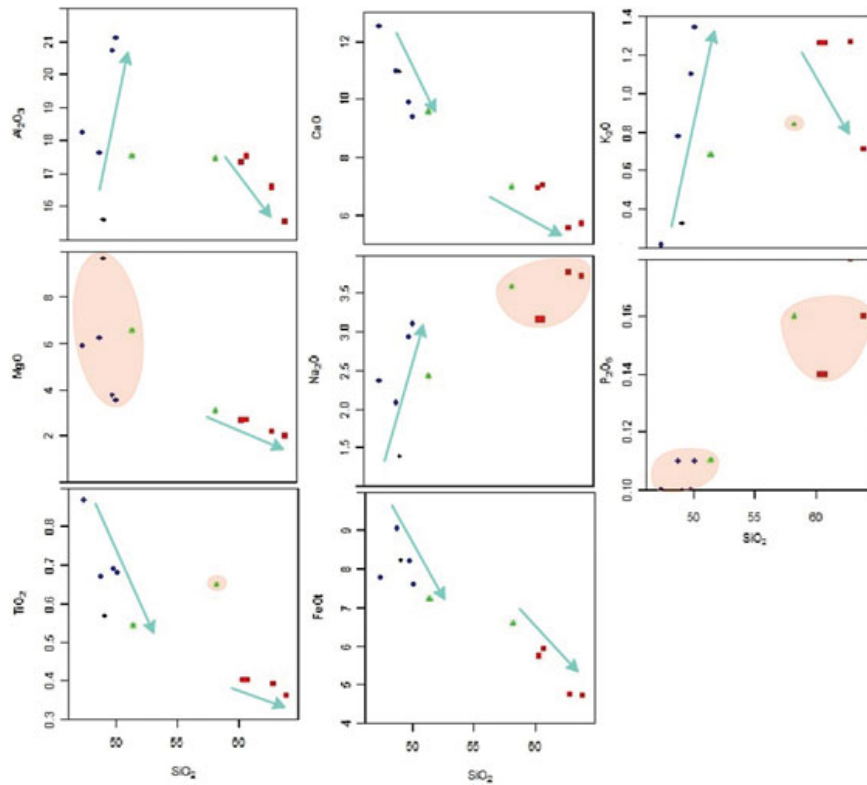 Al₂O₃
15 16 17 18 19 20 21
CaO
6 8 10 12
K₂O
0.4 0.6 0.8 1.0 1.2 1.4
MgO
2 4 6 8
Na₂O
1.5 2.0 2.5 3.0 3.5
P₂O₅
0.10 0.12 0.14 0.16
50 55 60
SiO₂
TiO₂
0.3 0.4 0.5 0.6 0.7 0.8
50 55 60
SiO₂
FeOt
4 5 6 7 8 9
50 55 60
SiO₂